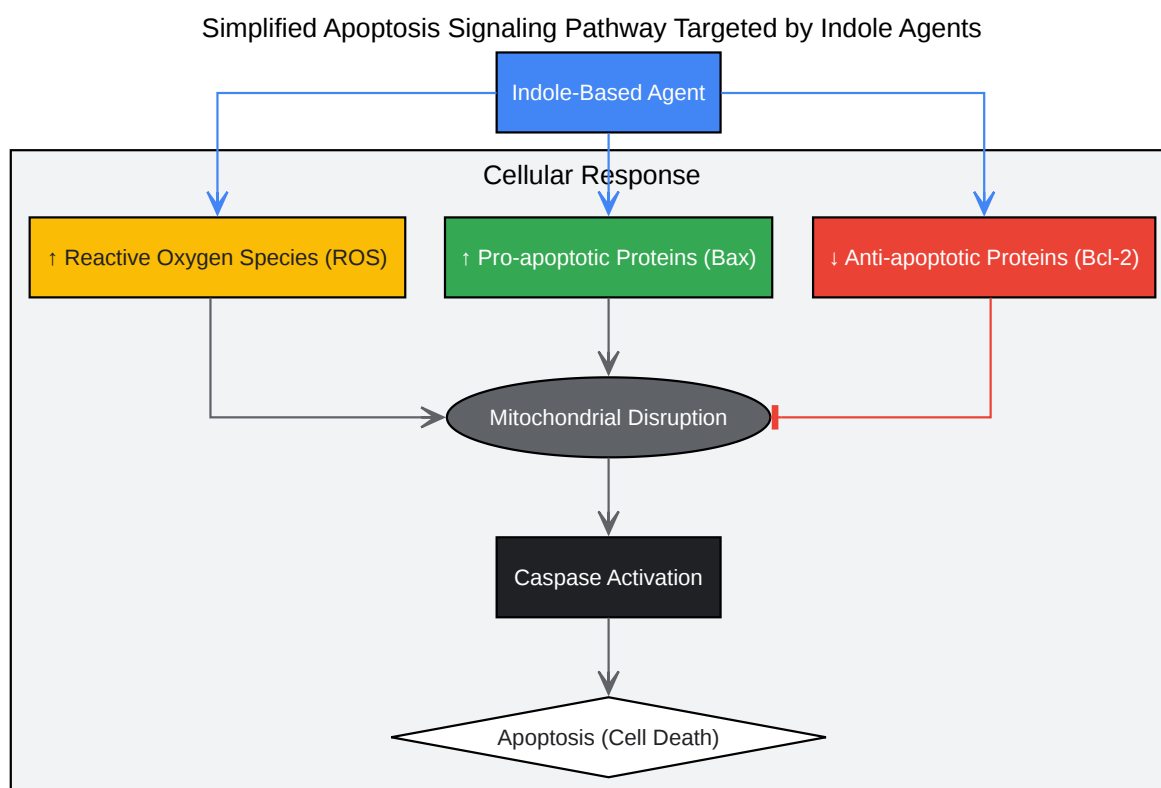 Simplified Apoptosis Signaling Pathway Targeted by Indole Agents
Indole-Based Agent
Cellular Response
↑ Reactive Oxygen Species (ROS)
↑ Pro-apoptotic Proteins (Bax)
↓ Anti-apoptotic Proteins (Bcl-2)
Mitochondrial Disruption
Caspase Activation
Apoptosis (Cell Death)